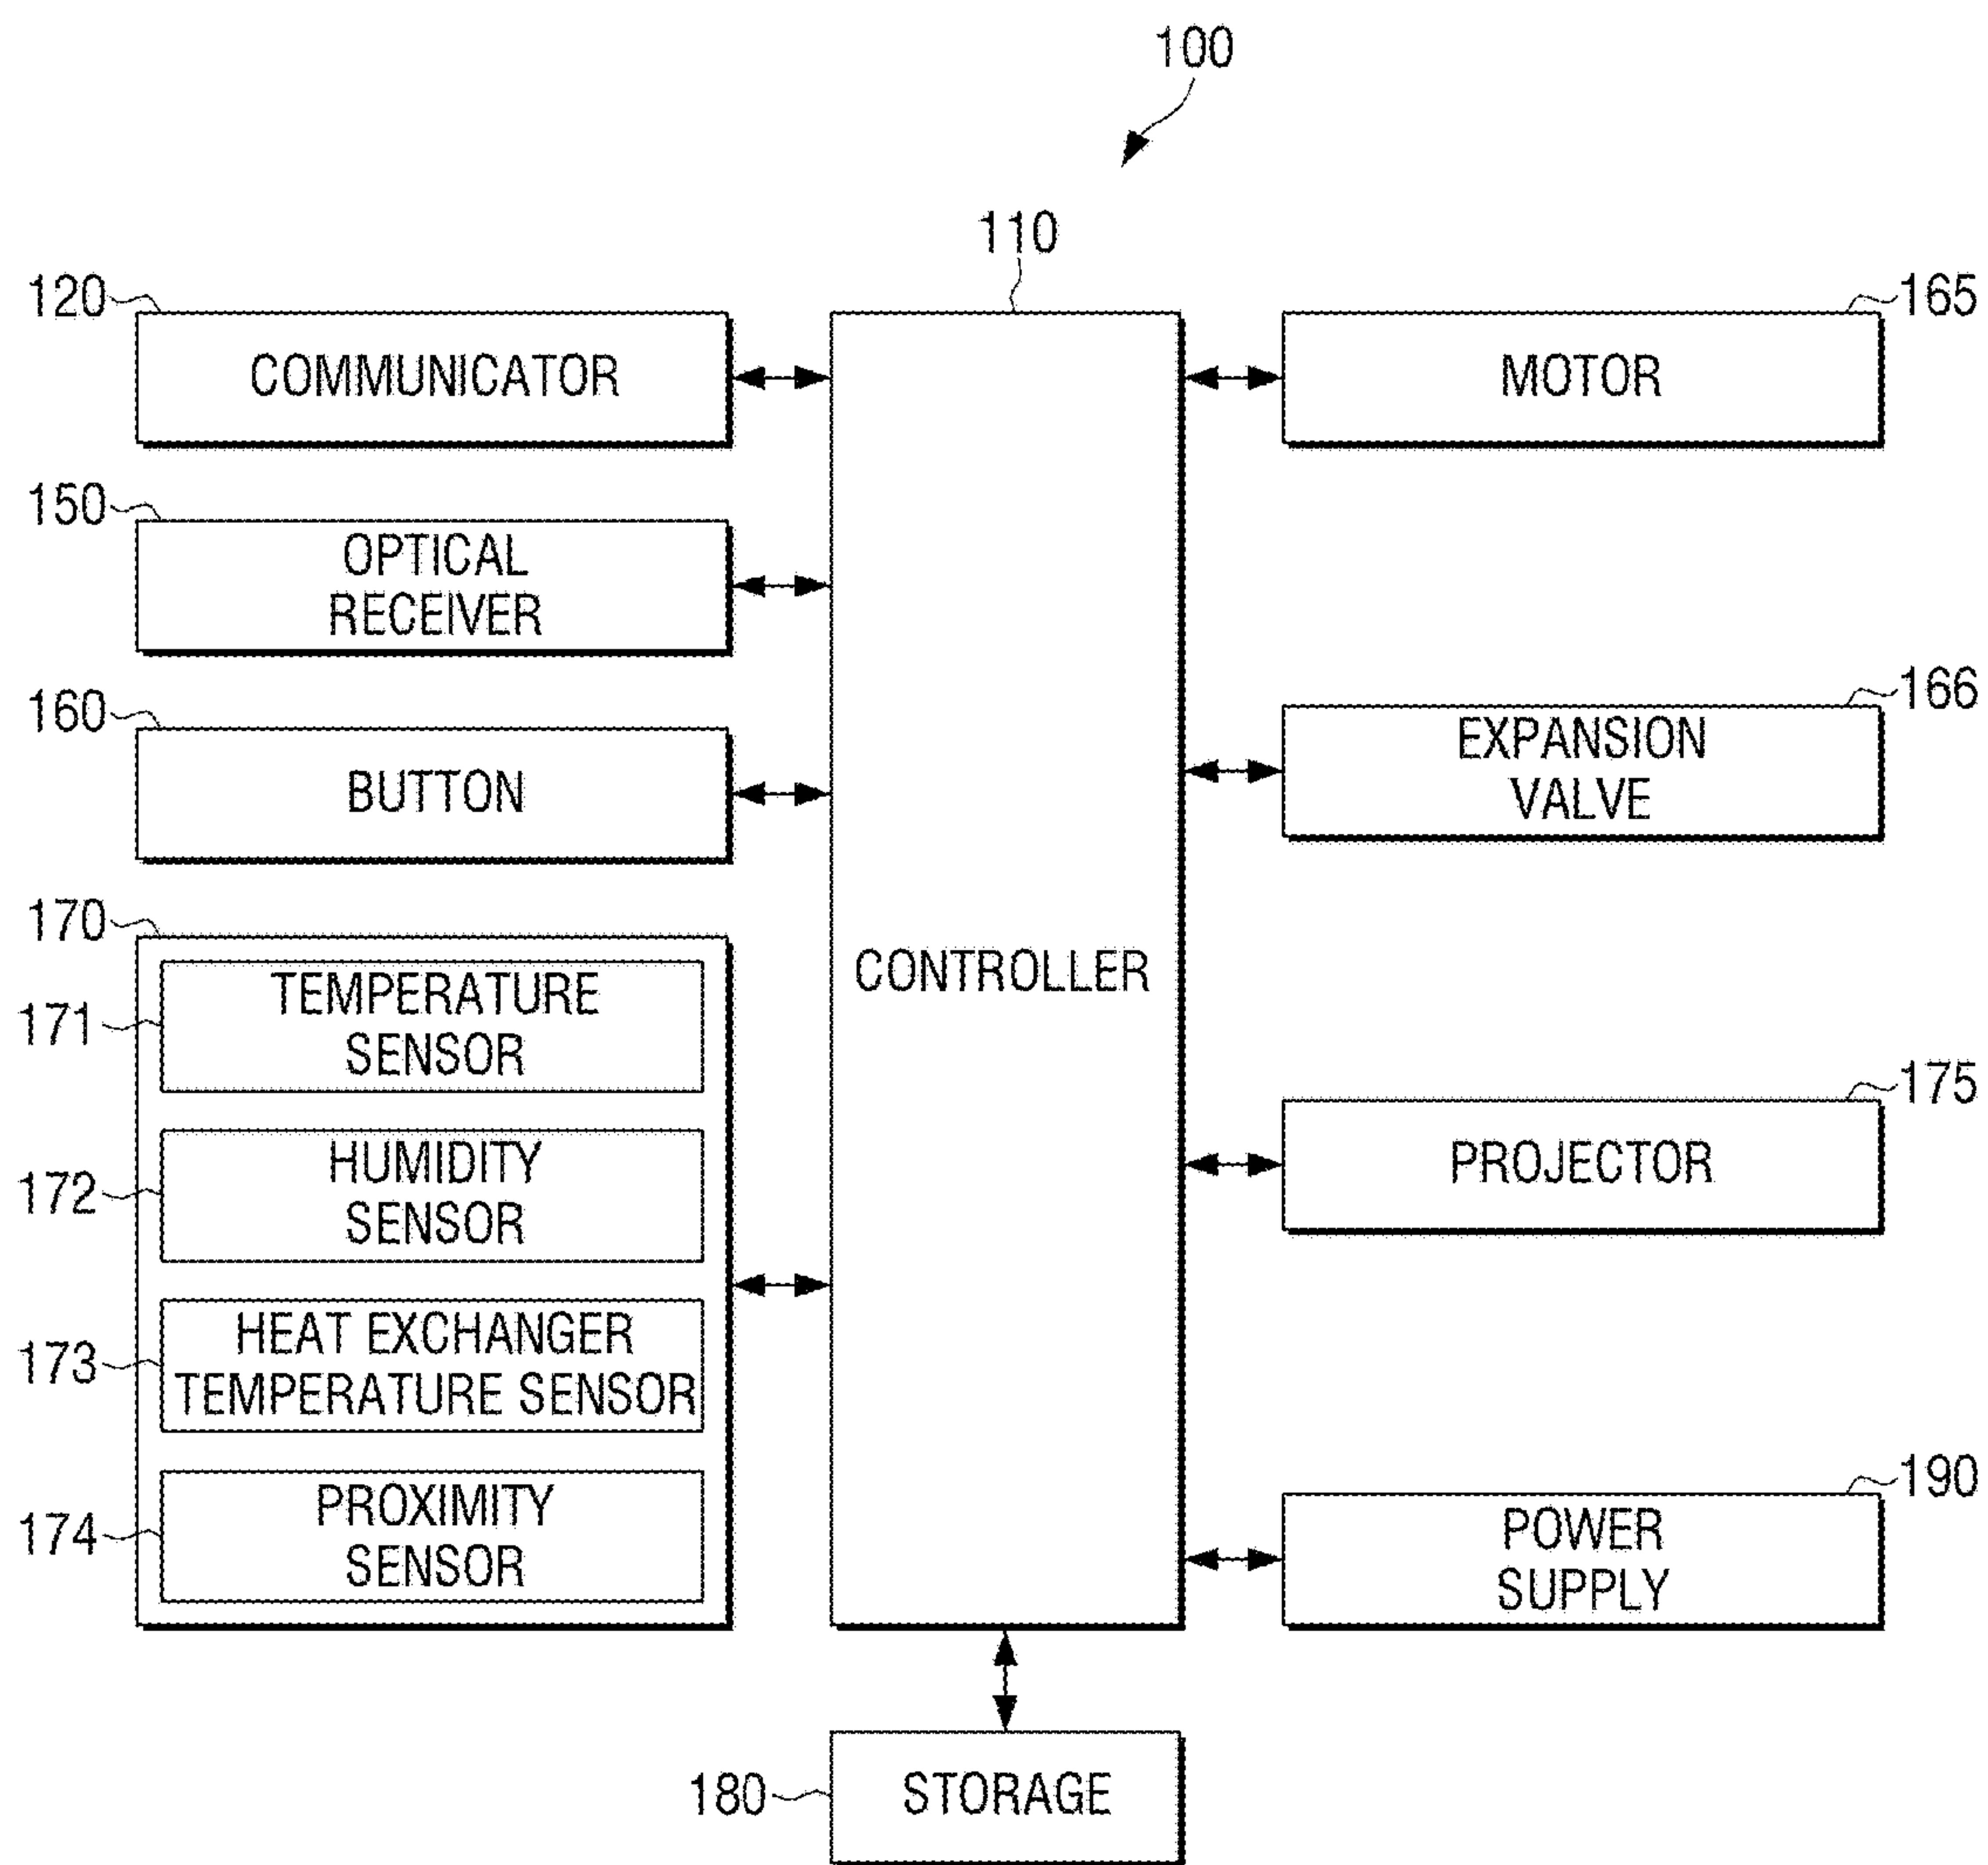 100
110
120
COMMUNICATOR
150
OPTICAL
RECEIVER
160
BUTTON
170
171
TEMPERATURE
SENSOR
172
HUMIDITY
SENSOR
173
HEAT EXCHANGER
TEMPERATURE SENSOR
174
PROXIMITY
SENSOR
CONTROLLER
165
MOTOR
166
EXPANSION
VALVE
175
PROJECTOR
190
POWER
SUPPLY
180
STORAGE